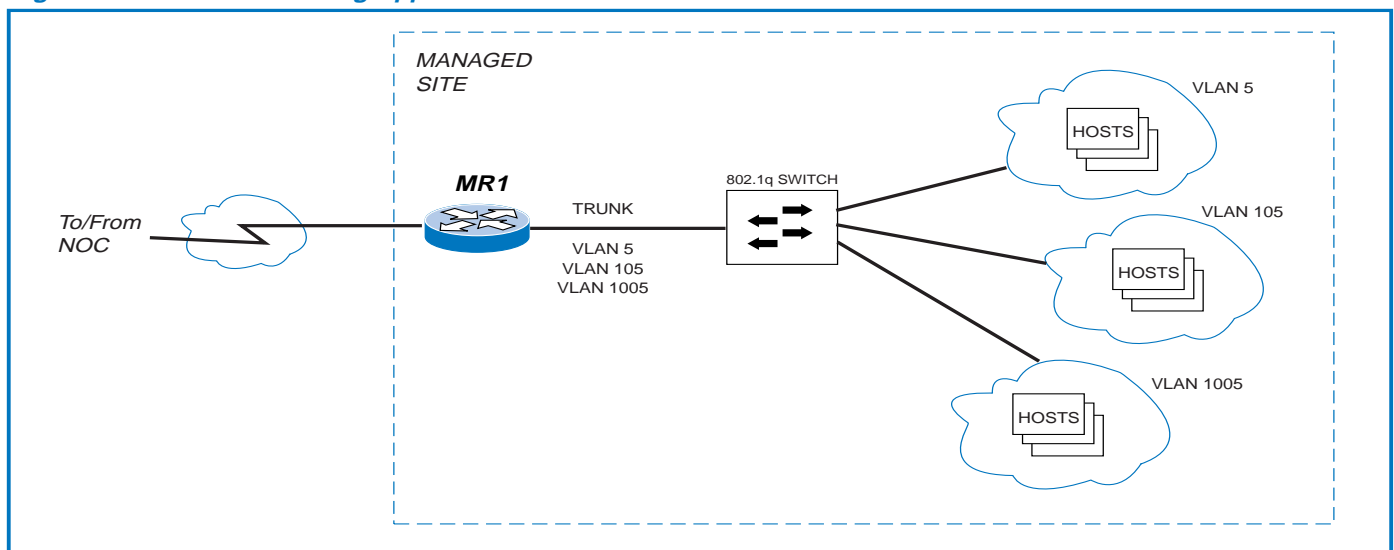 MANAGED
SITE
To/From
NOC
MR1
TRUNK
VLAN 5
VLAN 105
VLAN 1005
802.1q SWITCH
VLAN 5
HOSTS
VLAN 105
HOSTS
VLAN 1005
HOSTS